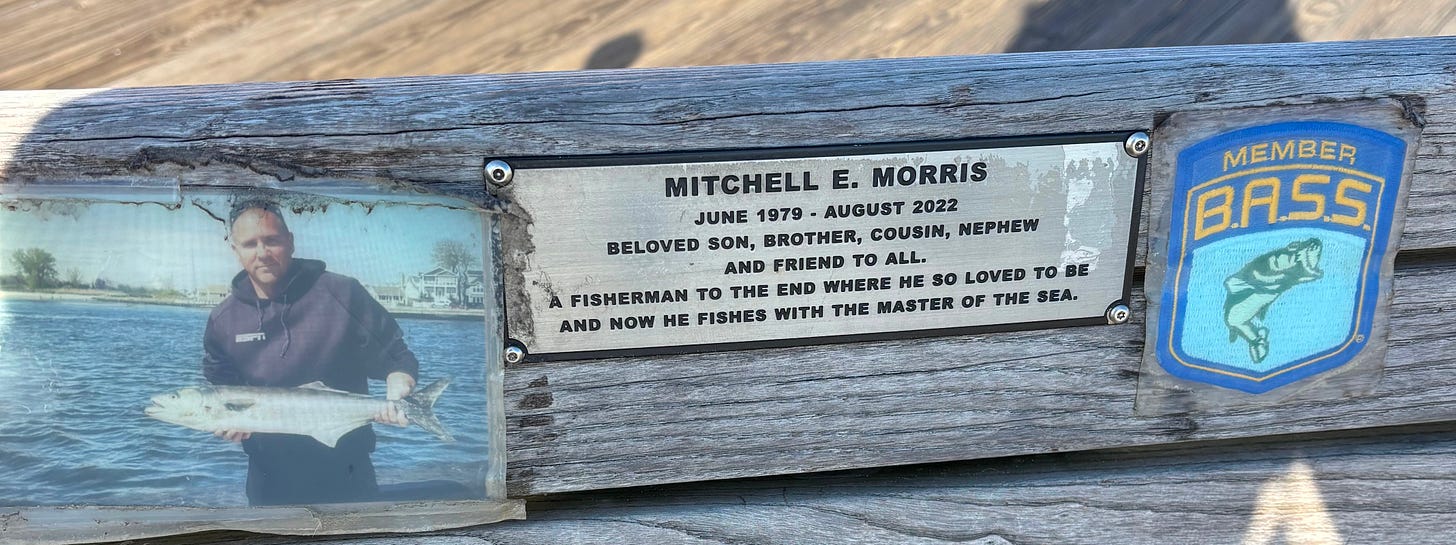 MITCHELL E. MORRIS
JUNE 1979 - AUGUST 2022
BELOVED SON, BROTHER, COUSIN, NEPHEW
AND FRIEND TO ALL.
A FISHERMAN TO THE END WHERE HE SO LOVED TO BE
AND NOW HE FISHES WITH THE MASTER OF THE SEA.
MEMBER
B.A.S.S.
ESPN